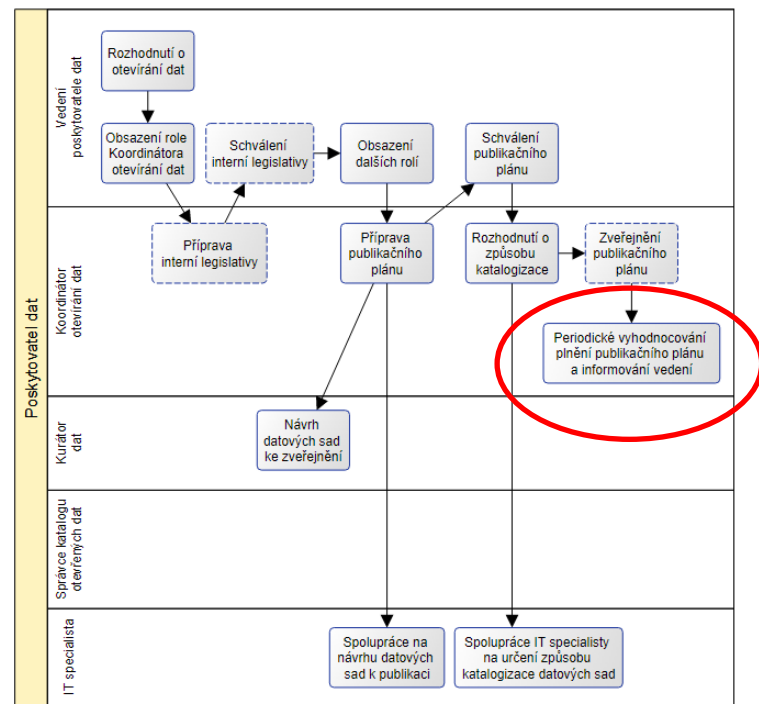 Poskytovatel dat
Vedení
poskytovatele dat
Rozhodnutí o
otevírání dat
Obsazení role
Koordinátora
otevírání dat
Schválení
interní legislativy
Obsazení
dalších rolí
Schválení
publikačního
plánu
Koordinátor
otevírání dat
Příprava
interní legislativy
Příprava
publikačního
plánu
Rozhodnutí o
způsobu
katalogizace
Zveřejnění
publikačního
plánu
Periodické vyhodnocování
plnění publikačního plánu
a informování vedení
Kurátor
dat
Návrh
datových sad
ke zveřejnění
Správce katalogu
otevřených dat
IT specialista
Spolupráce na
návrhu datových
sad k publikaci
Spolupráce IT specialisty
na určení způsobu
katalogizace datových sad